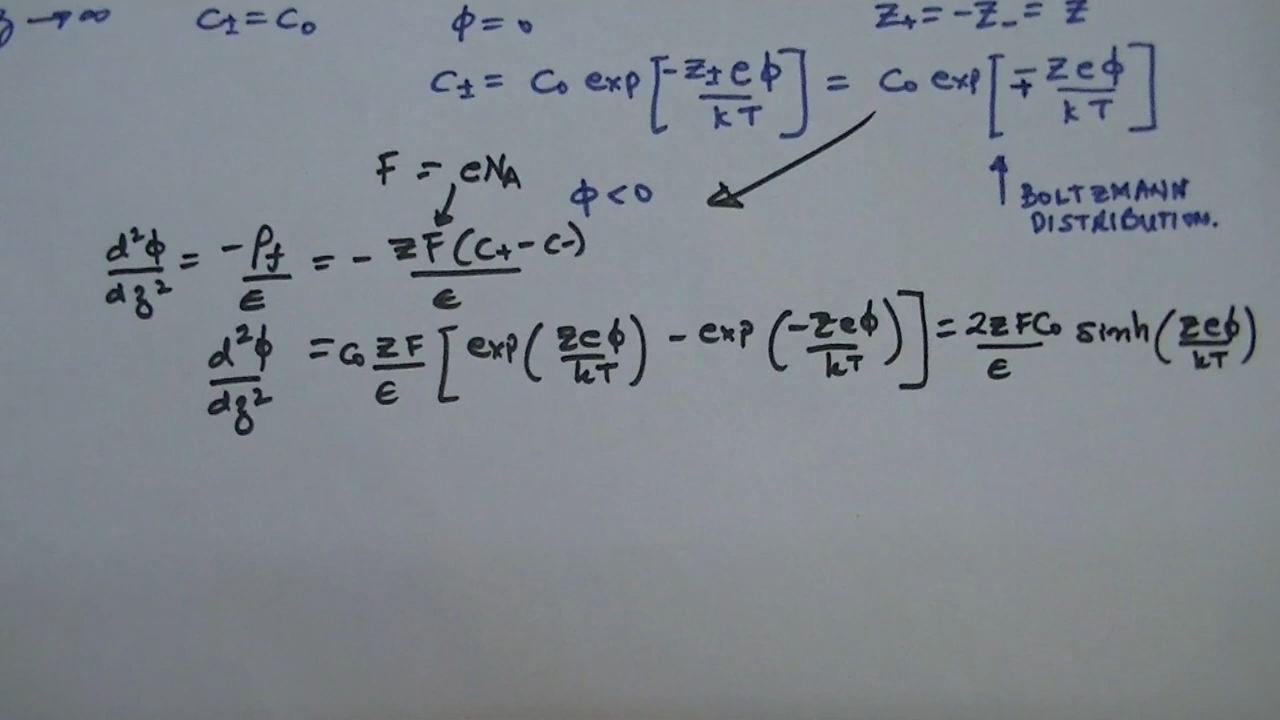 z → ∞ C± = C₀ ϕ = 0 Z₊ = -Z₋ = Z
C± = C₀ exp[-Z±eϕ/kT] = C₀ exp[∓Zeϕ/kT]
F = eN_A ϕ < 0 ↑ BOLTZMANN
DISTRIBUTION.
d²ϕ/dz² = -ρf/ϵ = - zF(C₊ - C₋)/ϵ
d²ϕ/dz² = C₀ ZF/ϵ [exp(Zeϕ/kT) - exp(-Zeϕ/kT)] = 2ZFC₀/ϵ sinh(Zeϕ/kT)